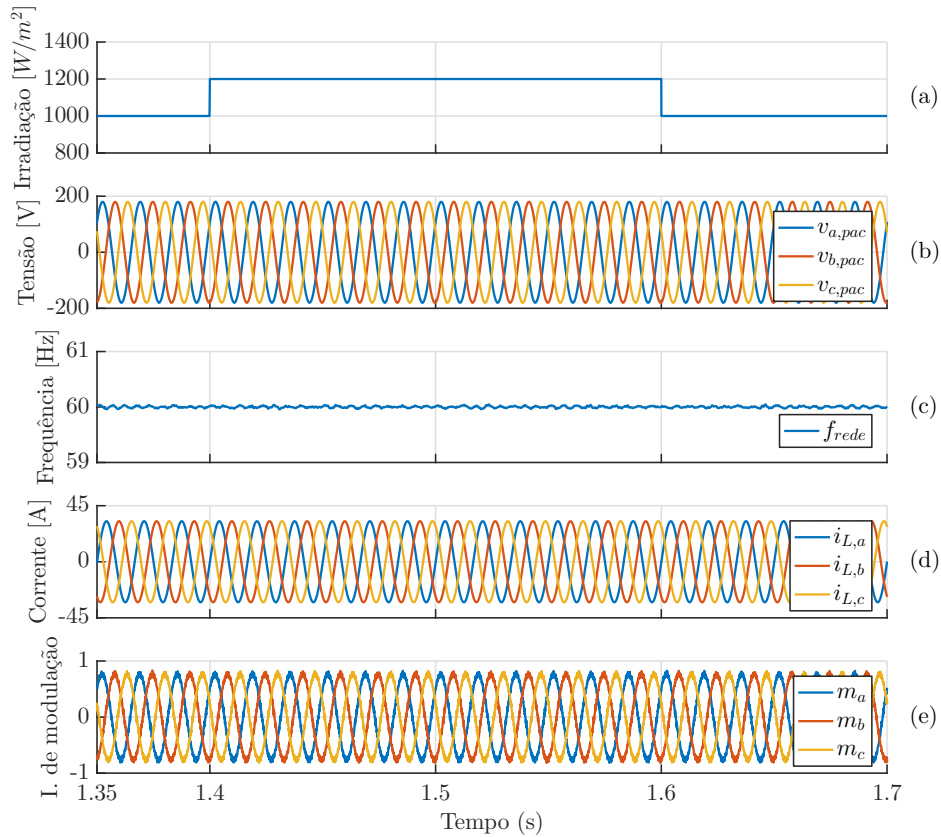 Irradiação [W/m²]
1400
1200
1000
800
(a)
Tensão [V]
200
0
-200
v_{a,pac}
v_{b,pac}
v_{c,pac}
(b)
Frequência [Hz]
61
60
59
f_{rede}
(c)
Corrente [A]
45
0
-45
i_{L,a}
i_{L,b}
i_{L,c}
(d)
I. de modulação
1
0
-1
m_a
m_b
m_c
(e)
1.35
1.4
1.5
1.6
1.7
Tempo (s)